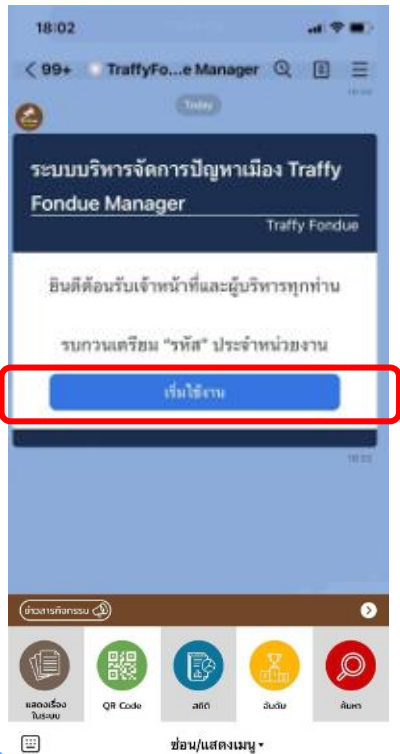 18:02
99+ TraffyFo...e Manager
Today
ระบบบริหารจัดการปัญหาเมือง Traffy
Fondue Manager
Traffy Fondue
ยินดีต้อนรับเจ้าหน้าที่และผู้บริหารทุกท่าน
รบกวนเตรียม “รหัส” ประจำหน่วยงาน
เริ่มใช้งาน
ข่าวสารกิจกรรม
แสดงเรื่อง
ในระบบ
QR Code
สถิติ
อันดับ
ค้นหา
ซ่อน/แสดงเมนู